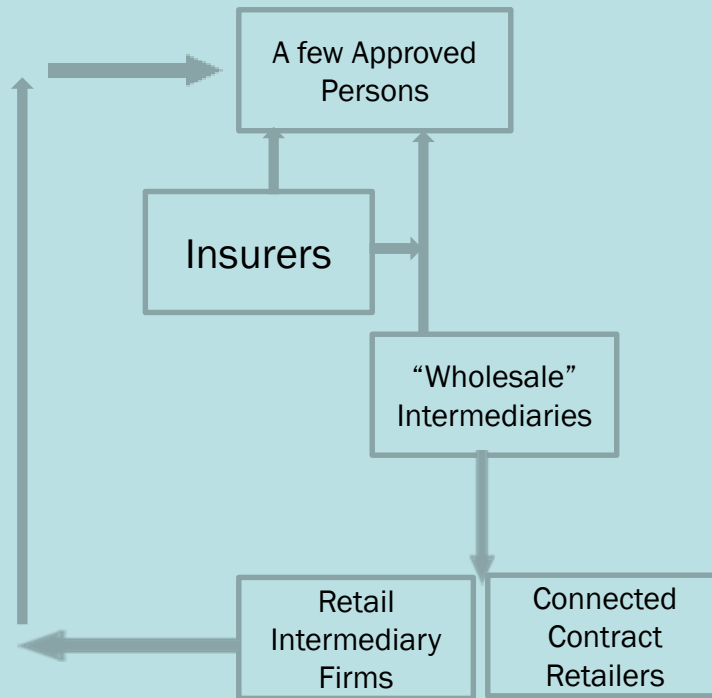 A few Approved
Persons
Insurers
“Wholesale”
Intermediaries
Retail
Intermediary
Firms
Connected
Contract
Retailers